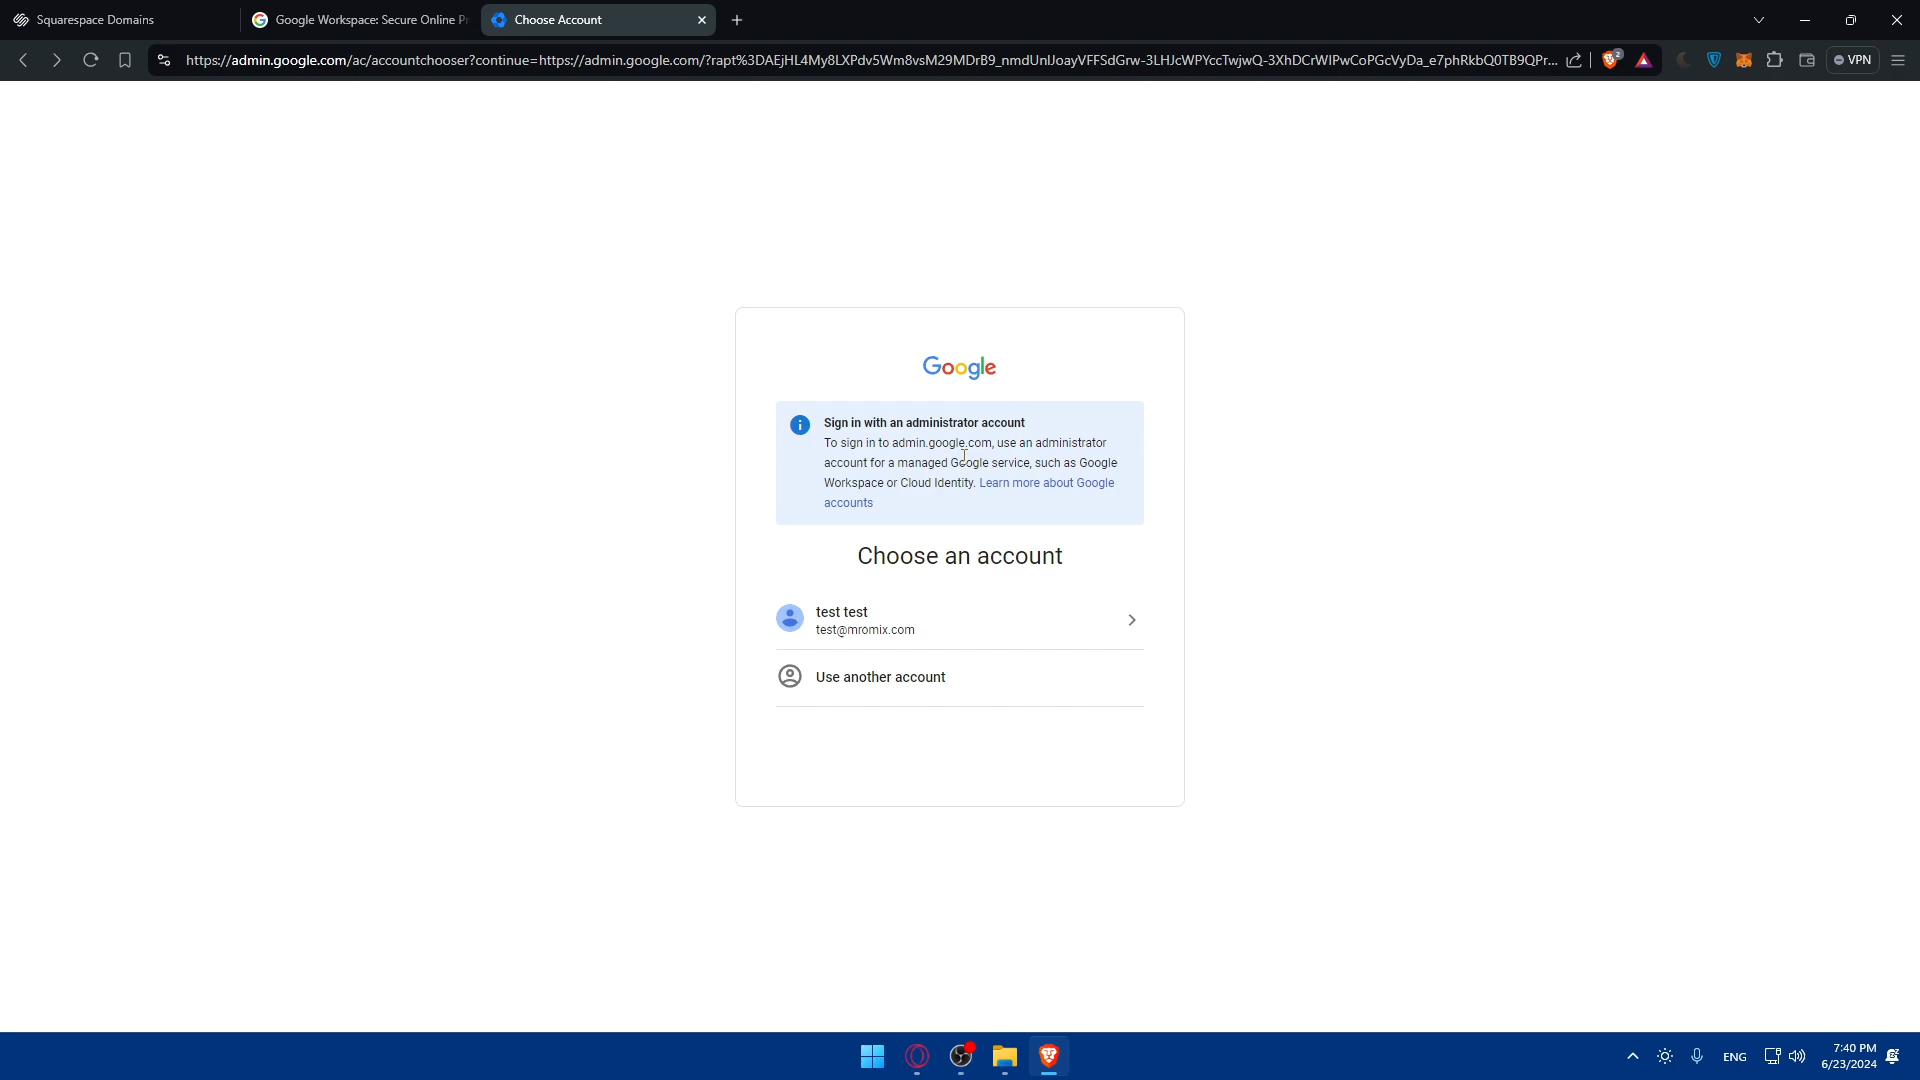 Squarespace Domains
Google Workspace: Secure Online Pr
Choose Account
https://admin.google.com/ac/accountchooser?continue=https://admin.google.com/?rapt%3DAEjHL4My8LXPdv5Wm8vsM29MDrB9_nmdUnlJoayVFFSdGrw-3LHJcWPYccTwjwQ-3XhDCrWlPwCoPGcVyDa_e7phRkbQ0TB9QPr...
2
VPN
Google
Sign in with an administrator account
To sign in to admin.google.com, use an administrator
account for a managed Google service, such as Google
Workspace or Cloud Identity. Learn more about Google
accounts
Choose an account
test test
test@mromix.com
Use another account
ENG
7:40 PM
6/23/2024